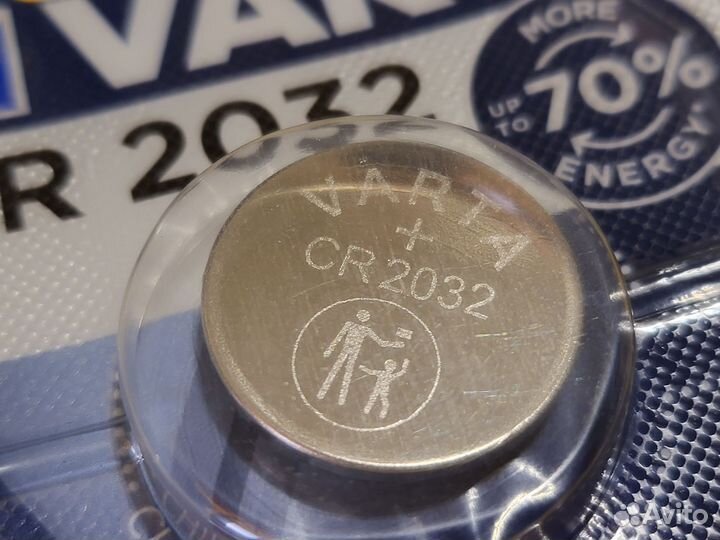 VAR
R 2032
MORE
UP TO 70%
ENERGY
VARTA
+
CR 2032
Avito